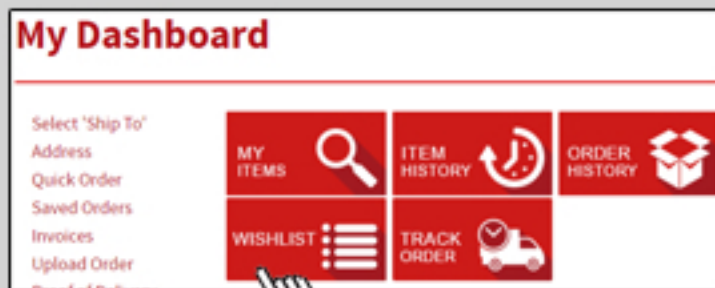 My Dashboard
Select 'Ship To'
Address
Quick Order
Saved Orders
Invoices
Upload Order
MY
ITEMS
ITEM
HISTORY
ORDER
HISTORY
WISHLIST
TRACK
ORDER